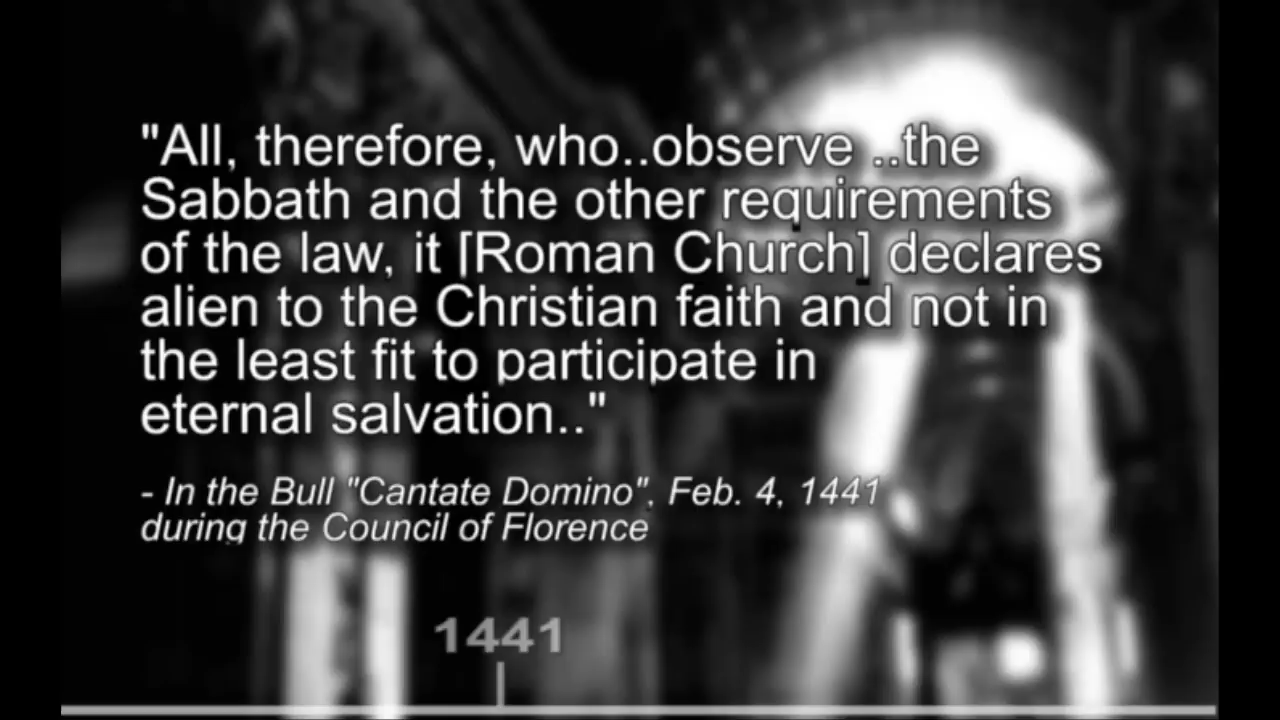 "All, therefore, who..observe ..the
Sabbath and the other requirements
of the law, it [Roman Church] declares
alien to the Christian faith and not in
the least fit to participate in
eternal salvation.."
- In the Bull "Cantate Domino", Feb. 4, 1441
during the Council of Florence
1441